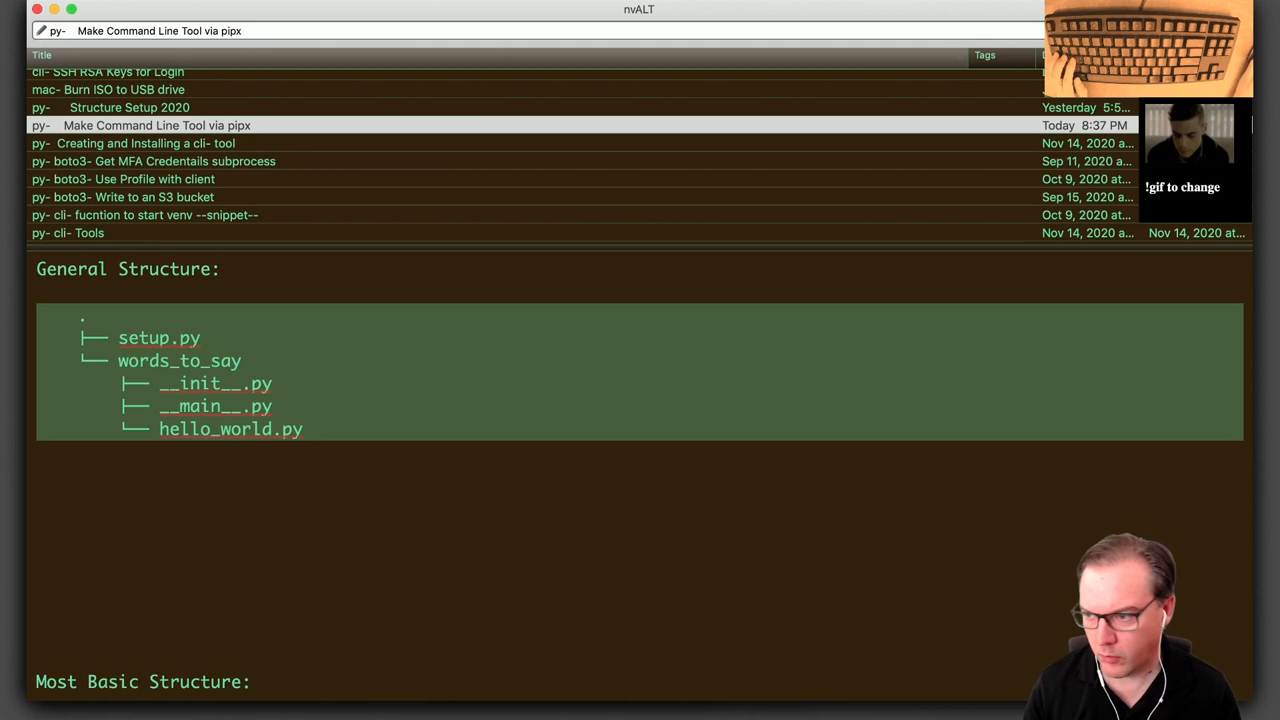 nvALT
py-   Make Command Line Tool via pipx
Title Tags
cli- SSH RSA Keys for Login
mac- Burn ISO to USB drive
py-    Structure Setup 2020 Yesterday 5:5...
py-   Make Command Line Tool via pipx Today 8:37 PM
py-  Creating and Installing a cli- tool Nov 14, 2020 a...
py- boto3- Get MFA Credentails subprocess Sep 11, 2020 a...
py- boto3- Use Profile with client Oct 9, 2020 at...
py- boto3- Write to an S3 bucket Sep 15, 2020 at...
py- cli- fucntion to start venv --snippet-- Oct 9, 2020 at...
py- cli- Tools Nov 14, 2020 a... Nov 14, 2020 at...
!gif to change
General Structure:
.
├── setup.py
└── words_to_say
├── __init__.py
├── __main__.py
└── hello_world.py
Most Basic Structure: